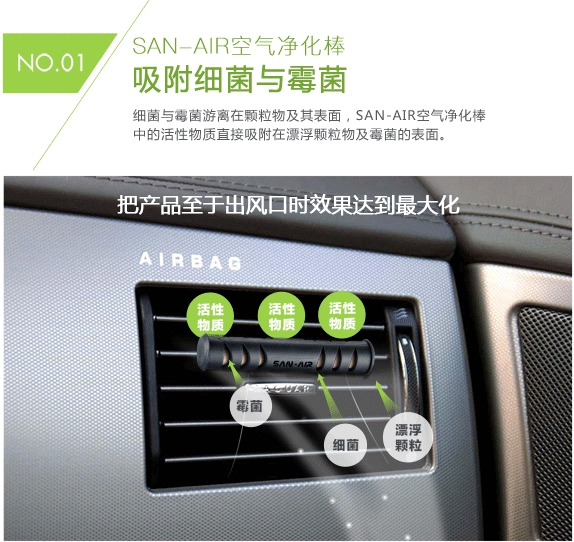 NO.01
SAN-AIR空气净化棒
吸附细菌与霉菌
细菌与霉菌游离在颗粒物及其表面，SAN-AIR空气净化棒
中的活性物质直接吸附在漂浮颗粒物及霉菌的表面。
把产品至于出风口时效果达到最大化
AIRBAG
活性
物质
活性
物质
活性
物质
SAN-AIR
霉菌
细菌
漂浮
颗粒